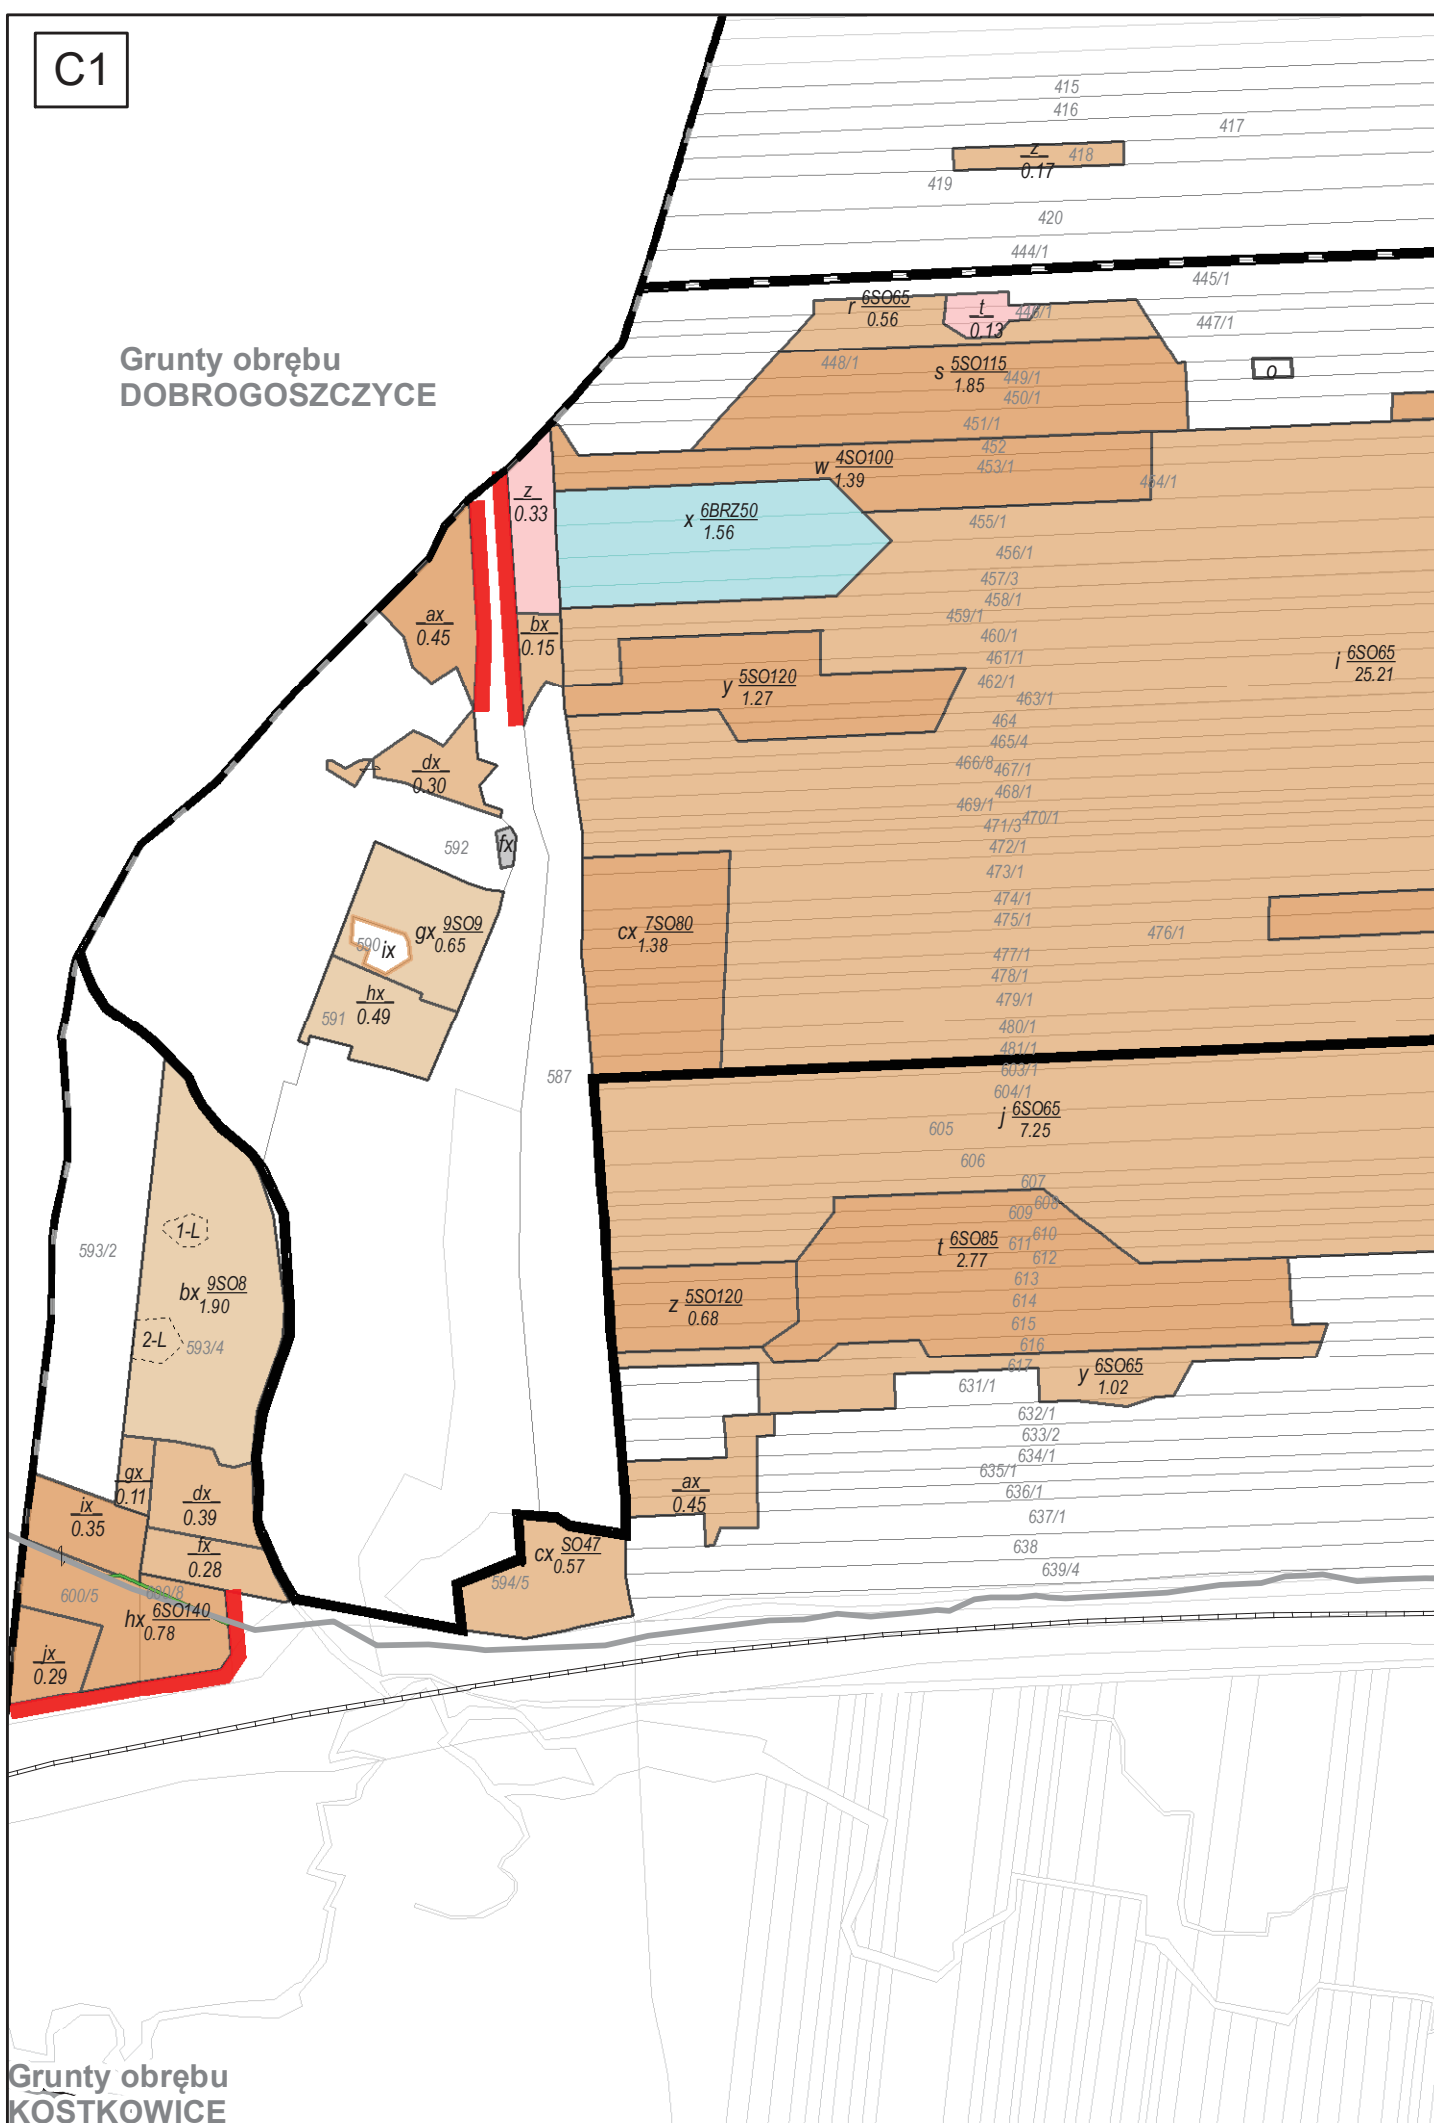 C1
415
416
417
z 418
0.17
419
420
444/1
445/1
r 6SO65
0.56
t
0.13
446/1
447/1
448/1
s 5SO115
1.85
449/1
450/1
o
451/1
452
453/1
w 4SO100
1.39
454/1
455/1
456/1
457/3
458/1
459/1
460/1
461/1
462/1
463/1
464
465/4
466/8
467/1
468/1
469/1
470/1
471/3
472/1
473/1
474/1
475/1
476/1
477/1
478/1
479/1
480/1
481/1
Grunty obrębu
DOBROGOSZCZYCE
z
0.33
x 6BRZ50
1.56
ax
0.45
bx
0.15
y 5SO120
1.27
i 6SO65
25.21
dx
0.30
fx
592
gx 9SO9
0.65
590
ix
hx
0.49
591
cx 7SO80
1.38
587
603/1
604/1
j 6SO65
7.25
605
606
607
608
609
610
611
612
613
614
615
616
617
t 6SO85
2.77
z 5SO120
0.68
y 6SO65
1.02
631/1
632/1
633/2
634/1
635/1
636/1
637/1
638
639/4
ax
0.45
593/2
1-L
bx 9SO8
1.90
2-L
593/4
gx
0.11
ix
0.35
dx
0.39
fx
0.28
cx SO47
0.57
594/5
600/5
600/8
hx 6SO140
0.78
jx
0.29
Grunty obrębu
KOSTKOWICE